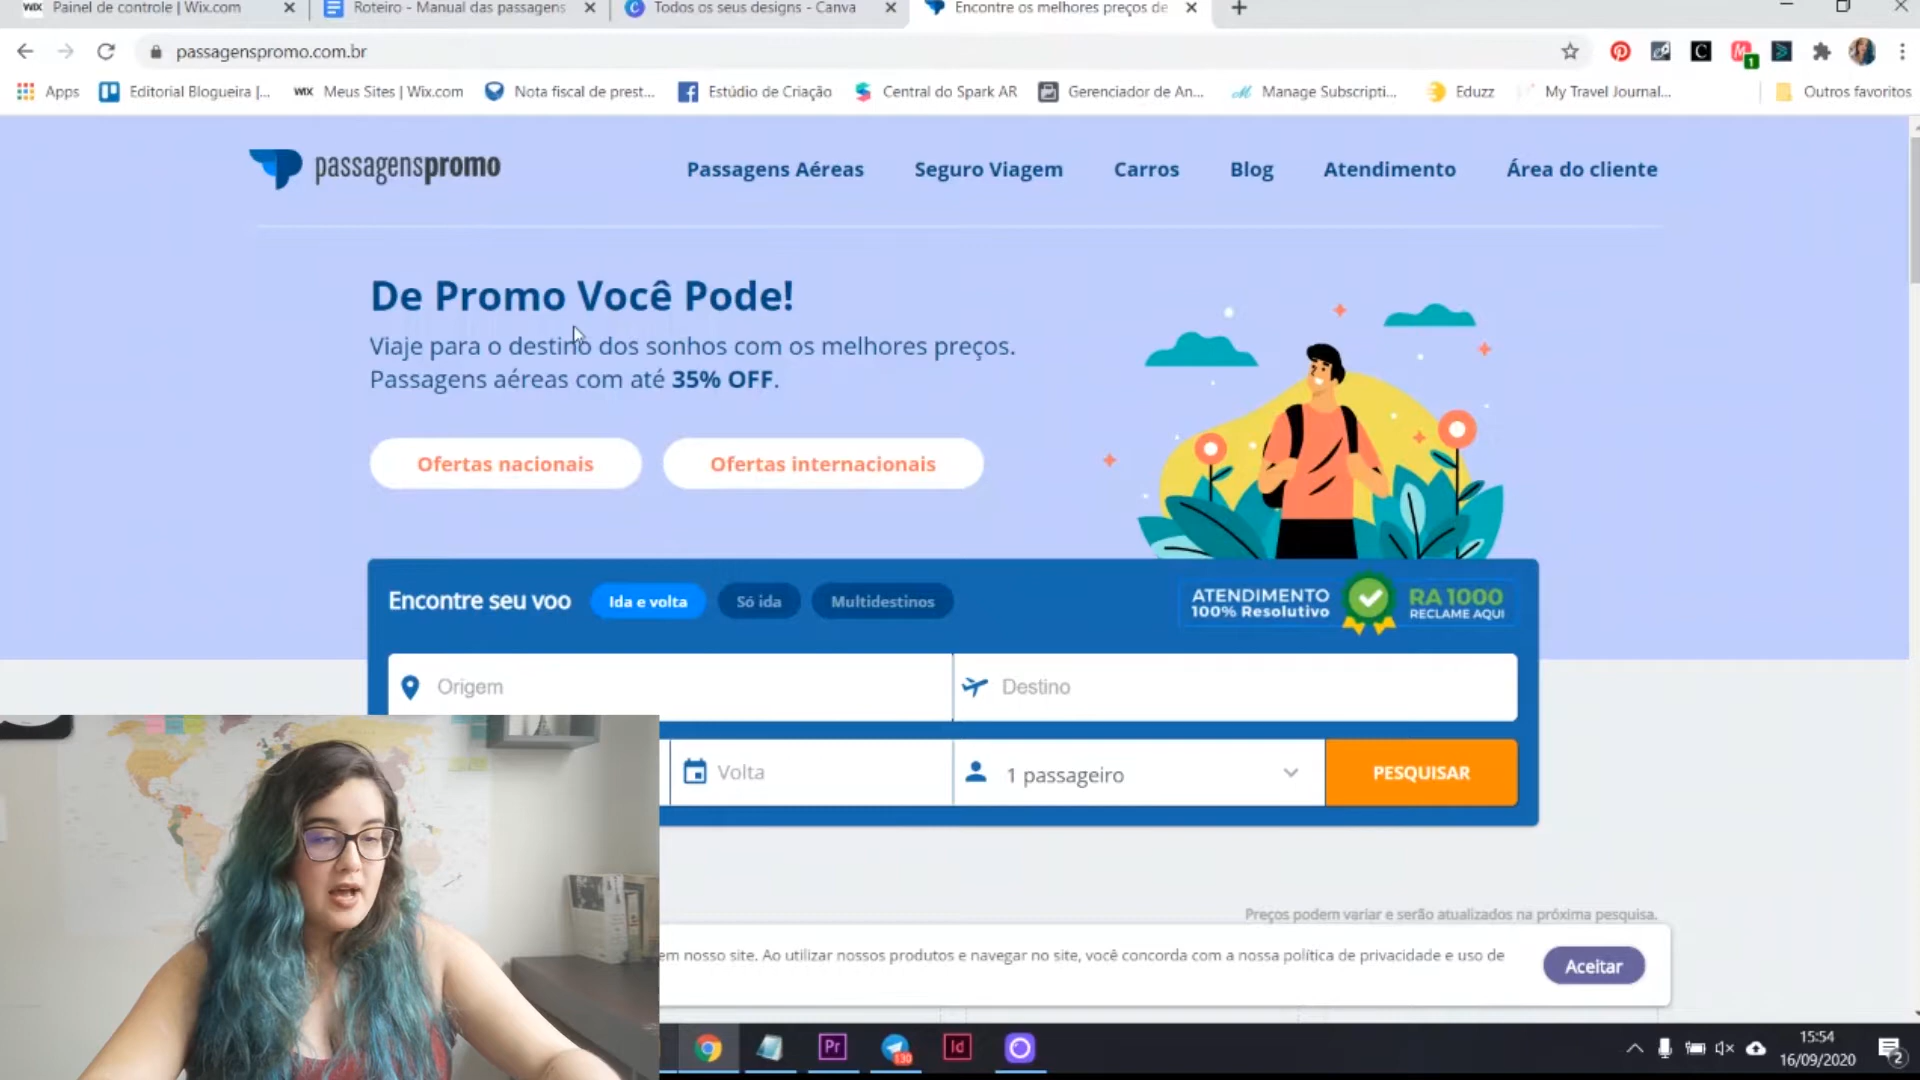 WIX Painel de controle | Wix.com
Roteiro - Manual das passagens
Todos os seus designs - Canva
Encontre os melhores preços de
passagenspromo.com.br
Apps
Editorial Blogueira |...
WIX Meus Sites | Wix.com
Nota fiscal de prest...
Estúdio de Criação
Central do Spark AR
Gerenciador de An...
Manage Subscripti...
Eduzz
My Travel Journal...
Outros favoritos
passagenspromo
Passagens Aéreas
Seguro Viagem
Carros
Blog
Atendimento
Área do cliente
De Promo Você Pode!
Viaje para o destino dos sonhos com os melhores preços.
Passagens aéreas com até 35% OFF.
Ofertas nacionais
Ofertas internacionais
Encontre seu voo
Ida e volta
Só ida
Multidestinos
ATENDIMENTO
100% Resolutivo
RA 1000
RECLAME AQUI
Origem
Destino
Volta
1 passageiro
PESQUISAR
Preços podem variar e serão atualizados na próxima pesquisa.
em nosso site. Ao utilizar nossos produtos e navegar no site, você concorda com a nossa política de privacidade e uso de
Aceitar
Pr
130
Id
15:54
16/09/2020
2